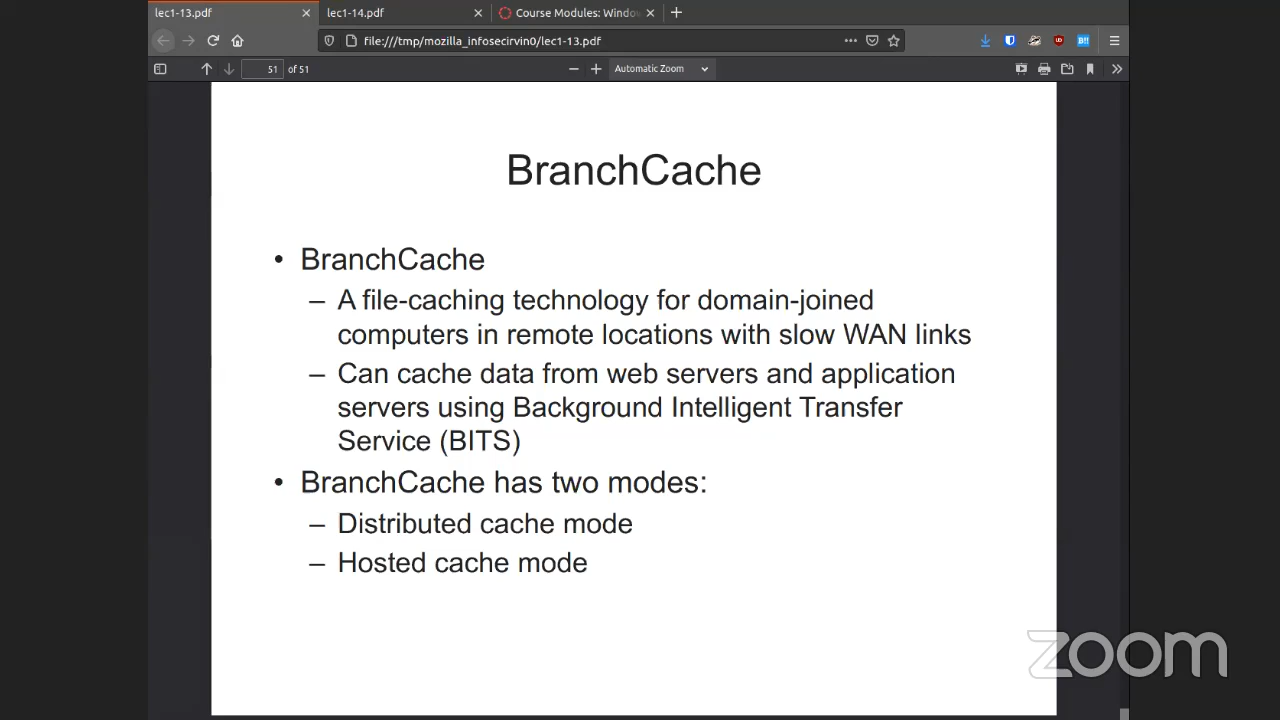 lec1-13.pdf
lec1-14.pdf
Course Modules: Windo
file:///tmp/mozilla_infosecirvin0/lec1-13.pdf
51 of 51
Automatic Zoom
BranchCache
• BranchCache
– A file-caching technology for domain-joined
computers in remote locations with slow WAN links
– Can cache data from web servers and application
servers using Background Intelligent Transfer
Service (BITS)
• BranchCache has two modes:
– Distributed cache mode
– Hosted cache mode
zoom